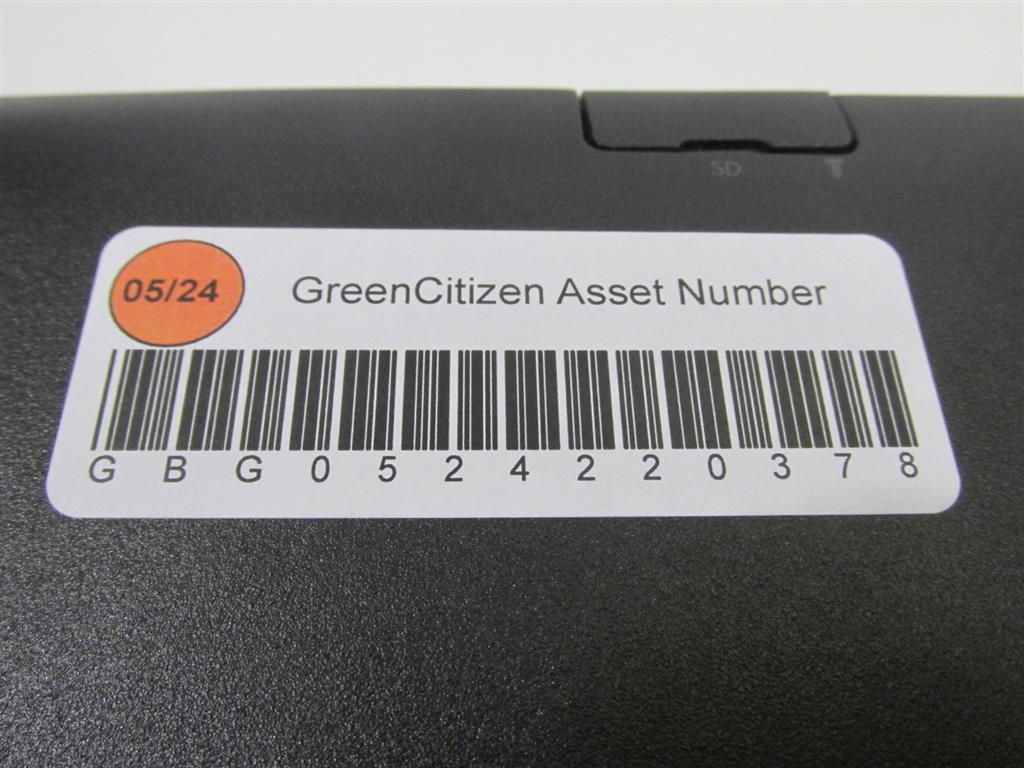 SD
05/24 GreenCitizen Asset Number
GBG0524220378